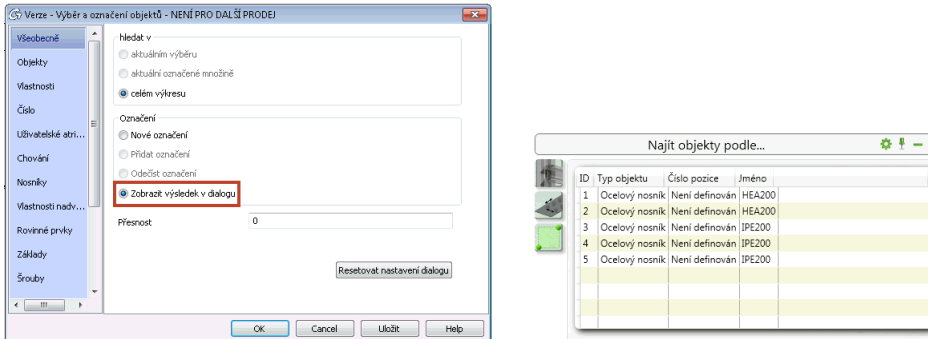 Verze - Výběr a označení objektů - NENÍ PRO DALŠÍ PRODEJ
Všeobecně
Objekty
Vlastnosti
Číslo
Uživatelské atri...
Chování
Nosníky
Vlastnosti nadv...
Rovinné prvky
Základy
Šrouby
hledat v
aktuálním výběru
aktuální označené množině
celém výkresu
Označení
Nové označení
Přidat označení
Odečíst označení
Zobrazit výsledek v dialogu
Přesnost 0
Resetovat nastavení dialogu
OK Cancel Uložit Help
Najít objekty podle...
ID Typ objektu Číslo pozice Jméno
1 Ocelový nosník Není definován HEA200
2 Ocelový nosník Není definován HEA200
3 Ocelový nosník Není definován IPE200
4 Ocelový nosník Není definován IPE200
5 Ocelový nosník Není definován IPE200